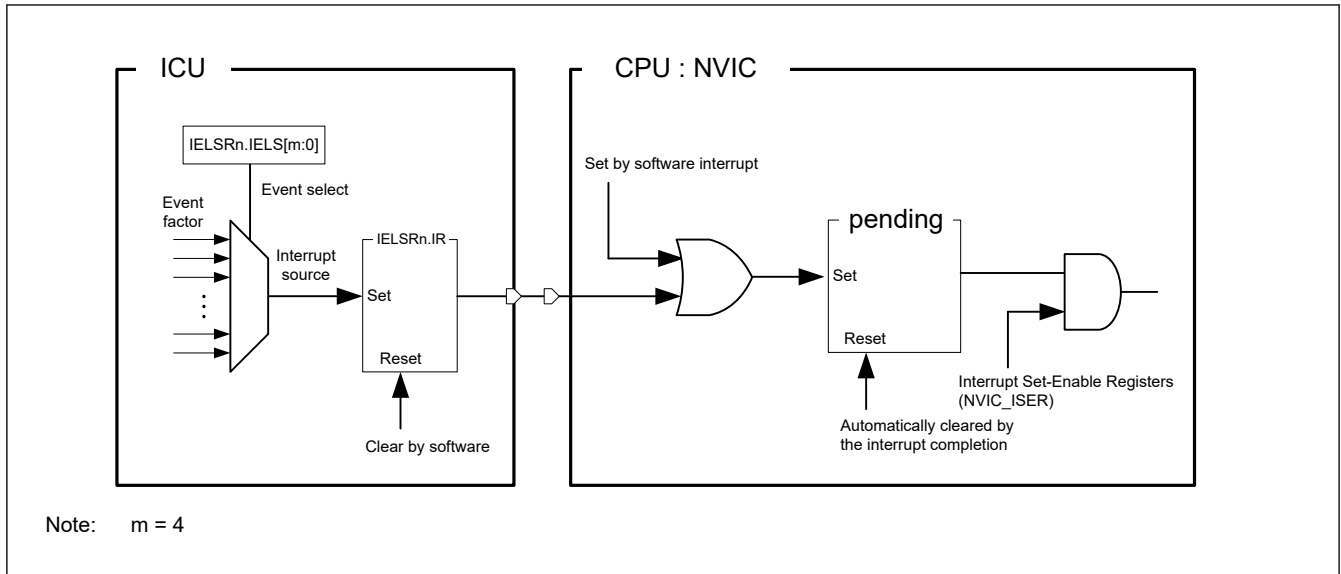 ICU
CPU : NVIC
IELSRn.IELS[m:0]
Event select
Event
factor
Interrupt
source
IELSRn.IR
Set
Reset
Clear by software
Set by software interrupt
pending
Set
Reset
Automatically cleared by
the interrupt completion
Interrupt Set-Enable Registers
(NVIC_ISER)
Note: m = 4